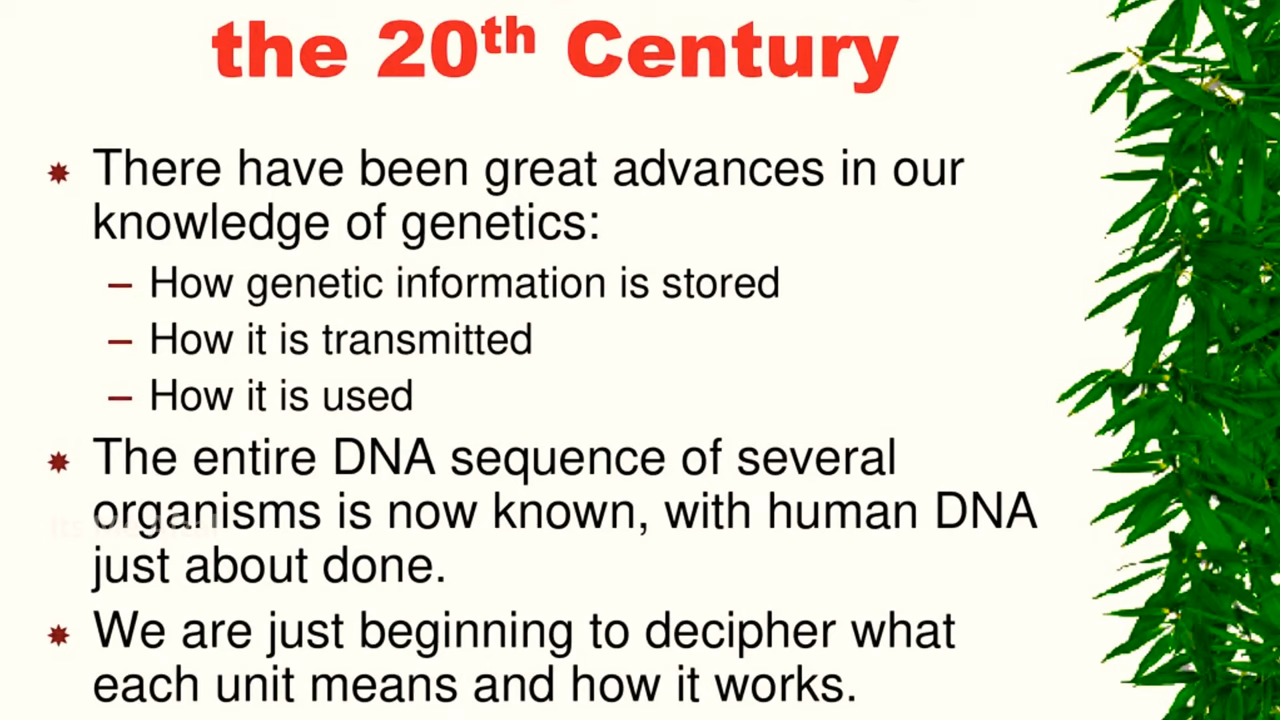 the 20th Century
There have been great advances in our
knowledge of genetics:
– How genetic information is stored
– How it is transmitted
– How it is used
The entire DNA sequence of several
organisms is now known, with human DNA
just about done.
We are just beginning to decipher what
each unit means and how it works.